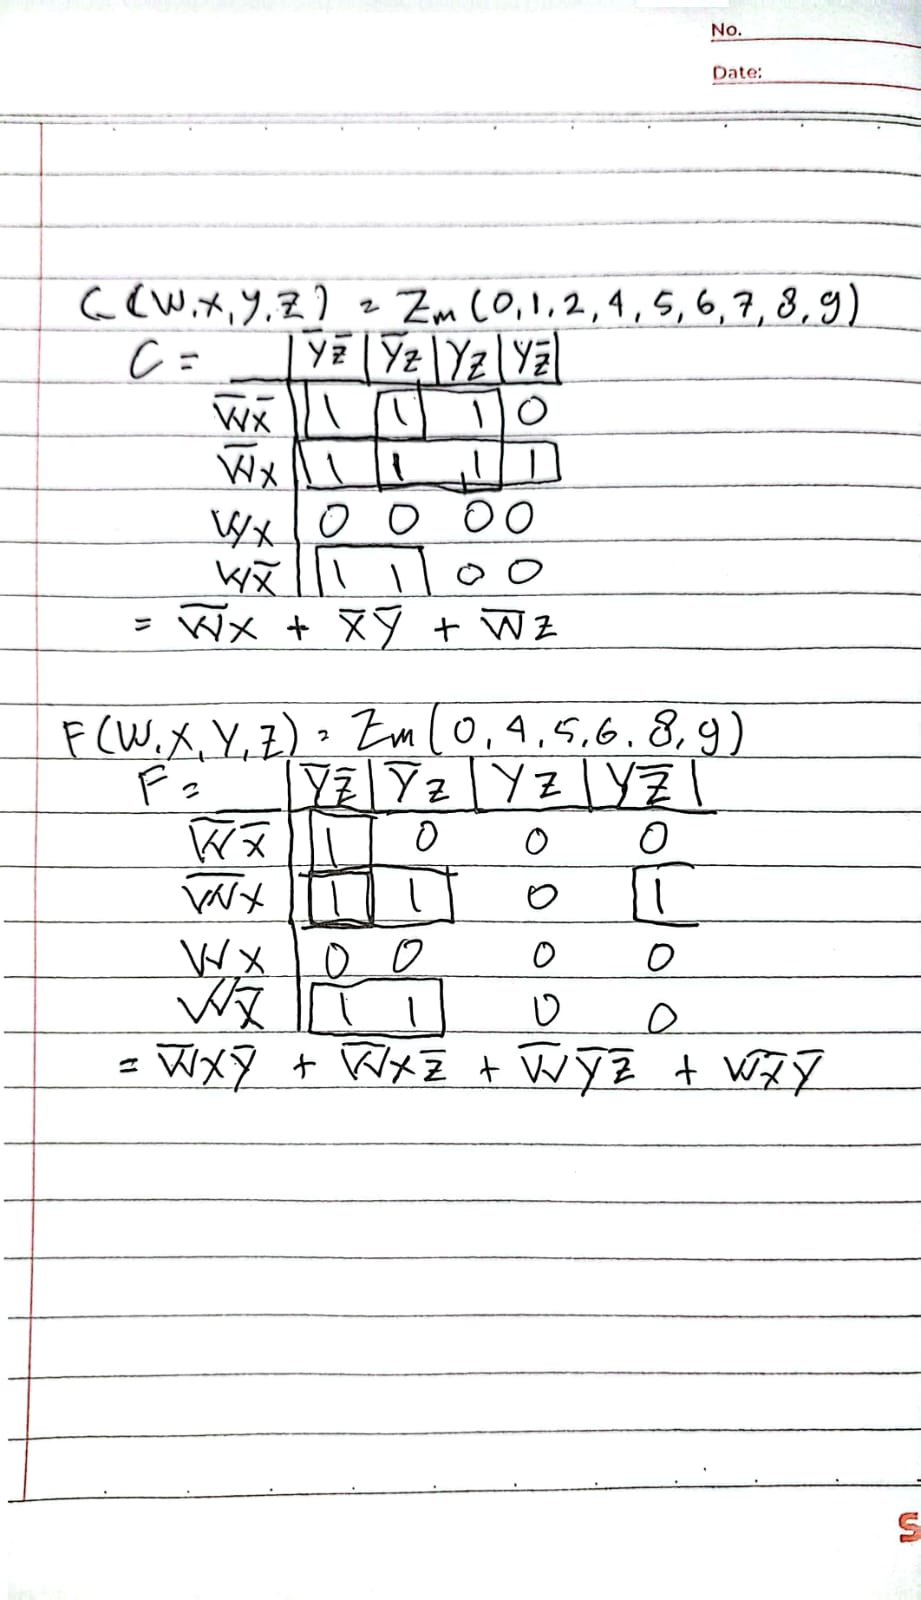 No.
Date:
C(W,X,Y,Z) = Σm(0,1,2,4,5,6,7,8,9)
C = | Y̅Z̅ | Y̅Z | YZ | YZ̅ |
W̅X̅ 1 1 1 0
W̅X 1 1 1 1
WX 0 0 0 0
WX̅ 1 1 0 0
= W̅X + X̅Y̅ + W̅Z
F(W,X,Y,Z) = Σm(0,4,5,6,8,9)
F = | Y̅Z̅ | Y̅Z | YZ | YZ̅ |
W̅X̅ 1 0 0 0
W̅X 1 1 0 1
WX 0 0 0 0
WX̅ 1 1 0 0
= W̅XY̅ + W̅XZ̅ + W̅Y̅Z̅ + WX̅Y̅
S